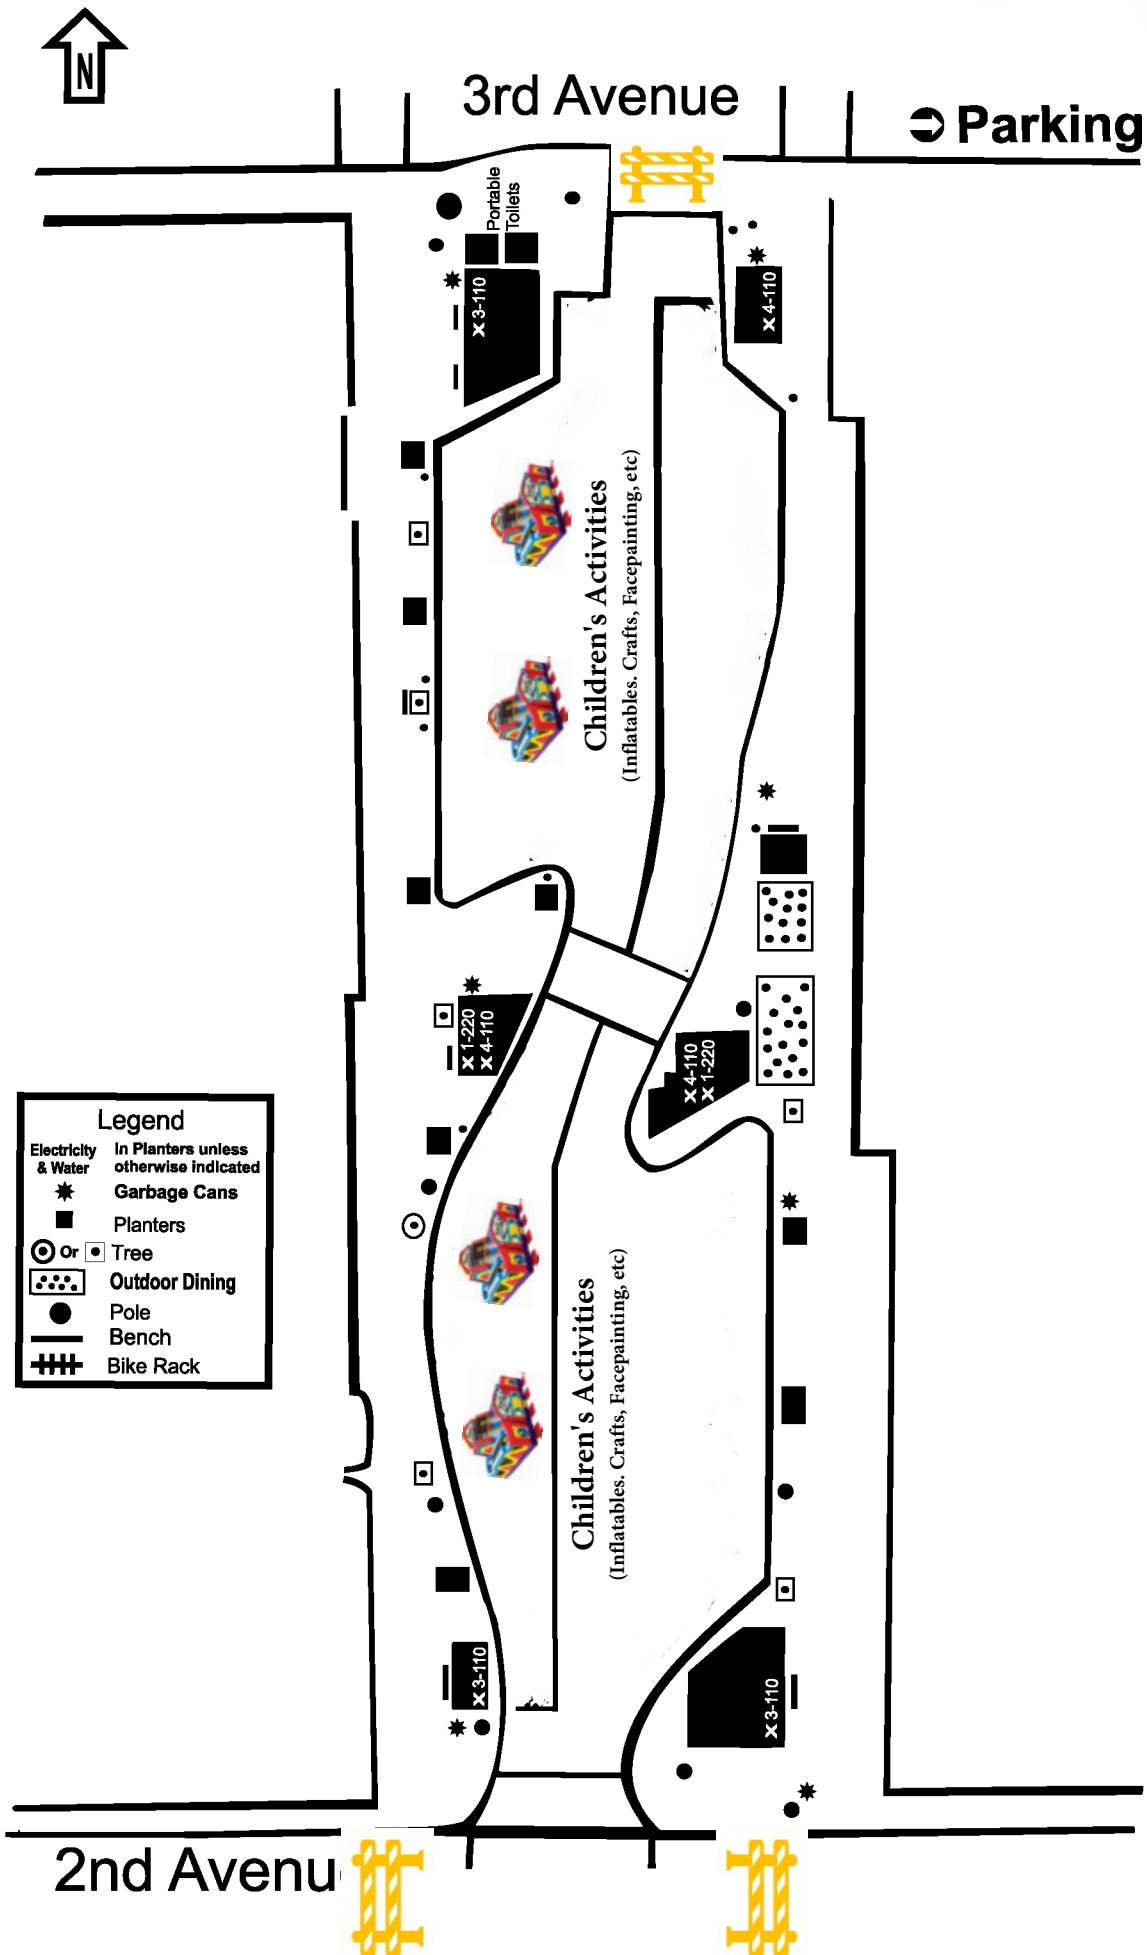 N
3rd Avenue
Parking
Portable
Toilets
X 3-110
X 4-110
Children's Activities
(Inflatables. Crafts, Facepainting, etc)
X 1-220
X 4-110
X 4-110
X 1-220
Legend
Electricity
& Water
In Planters unless
otherwise indicated
Garbage Cans
Planters
Or
Tree
Outdoor Dining
Pole
Bench
Bike Rack
Children's Activities
(Inflatables. Crafts, Facepainting, etc)
X 3-110
X 3-110
2nd Avenu